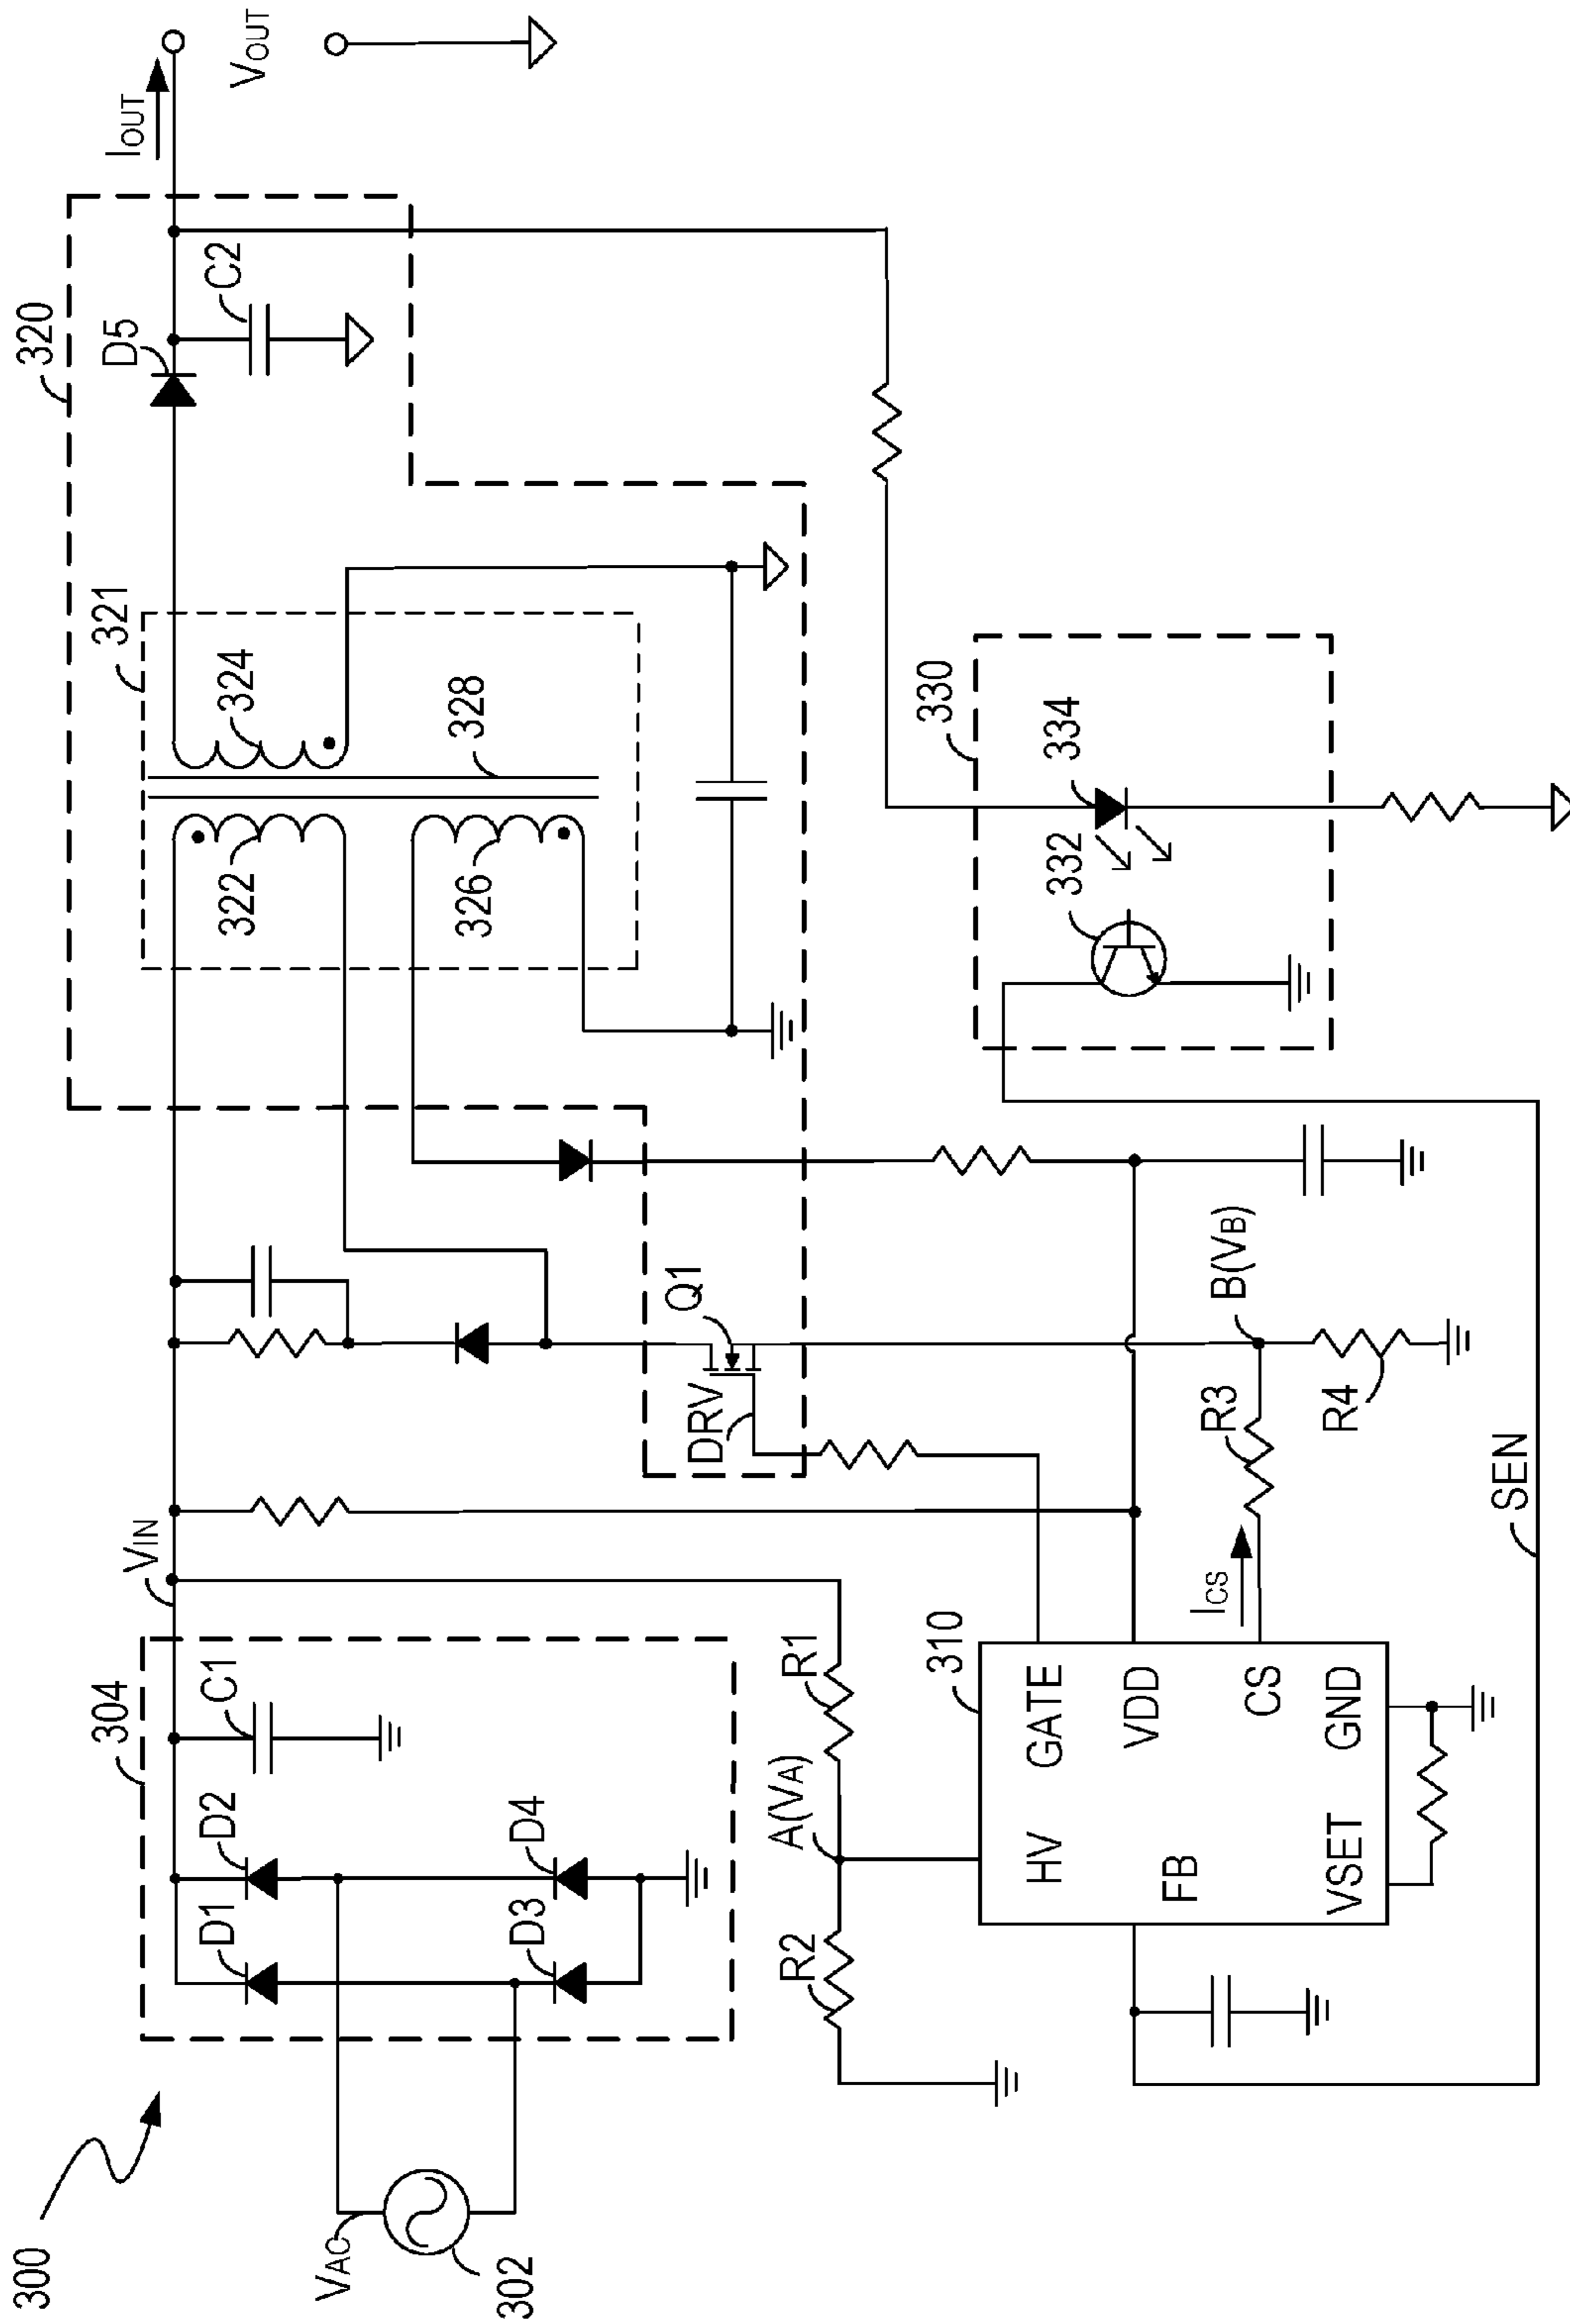 300
302
VAC
304
D1
D2
D3
D4
C1
VIN
R2
A(VA)
R1
310
HV
GATE
FB
VDD
CS
VSET
GND
ICS
R3
B(VB)
R4
SEN
DRV
Q1
320
321
322
324
326
328
D5
C2
IOUT
VOUT
330
332
334